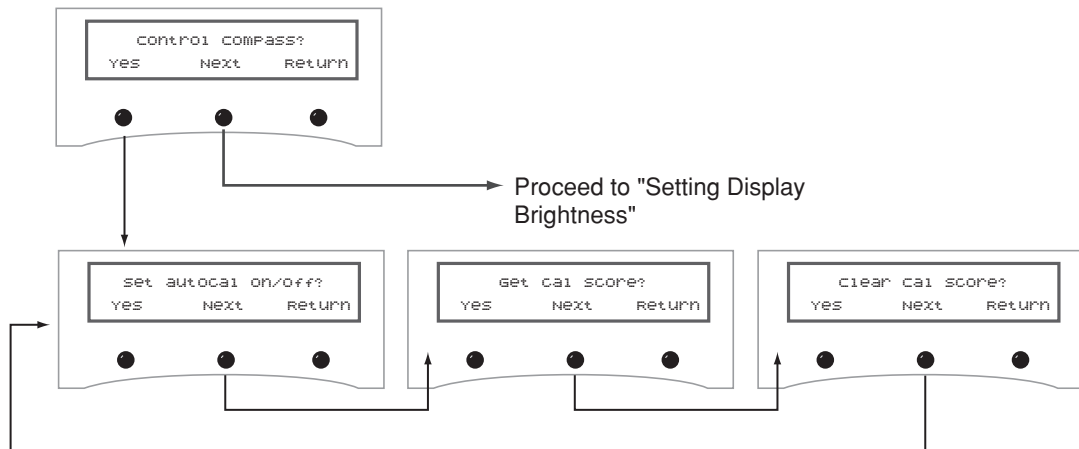 Control Compass?
Yes Next Return
Proceed to "Setting Display
Brightness"
Set autocal on/off?
Yes Next Return
Get Cal score?
Yes Next Return
Clear Cal score?
Yes Next Return